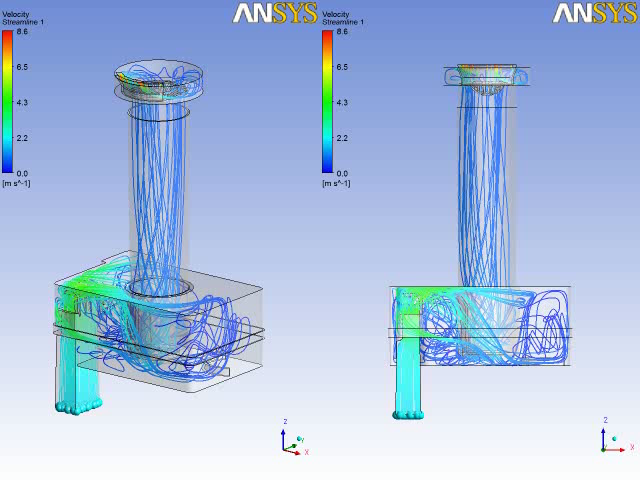 Velocity
Streamline 1
ANSYS
8.6
6.5
4.3
2.2
0.0
[m s^-1]
Z
Y
X
Velocity
Streamline 1
ANSYS
8.6
6.5
4.3
2.2
0.0
[m s^-1]
Z
Y
X